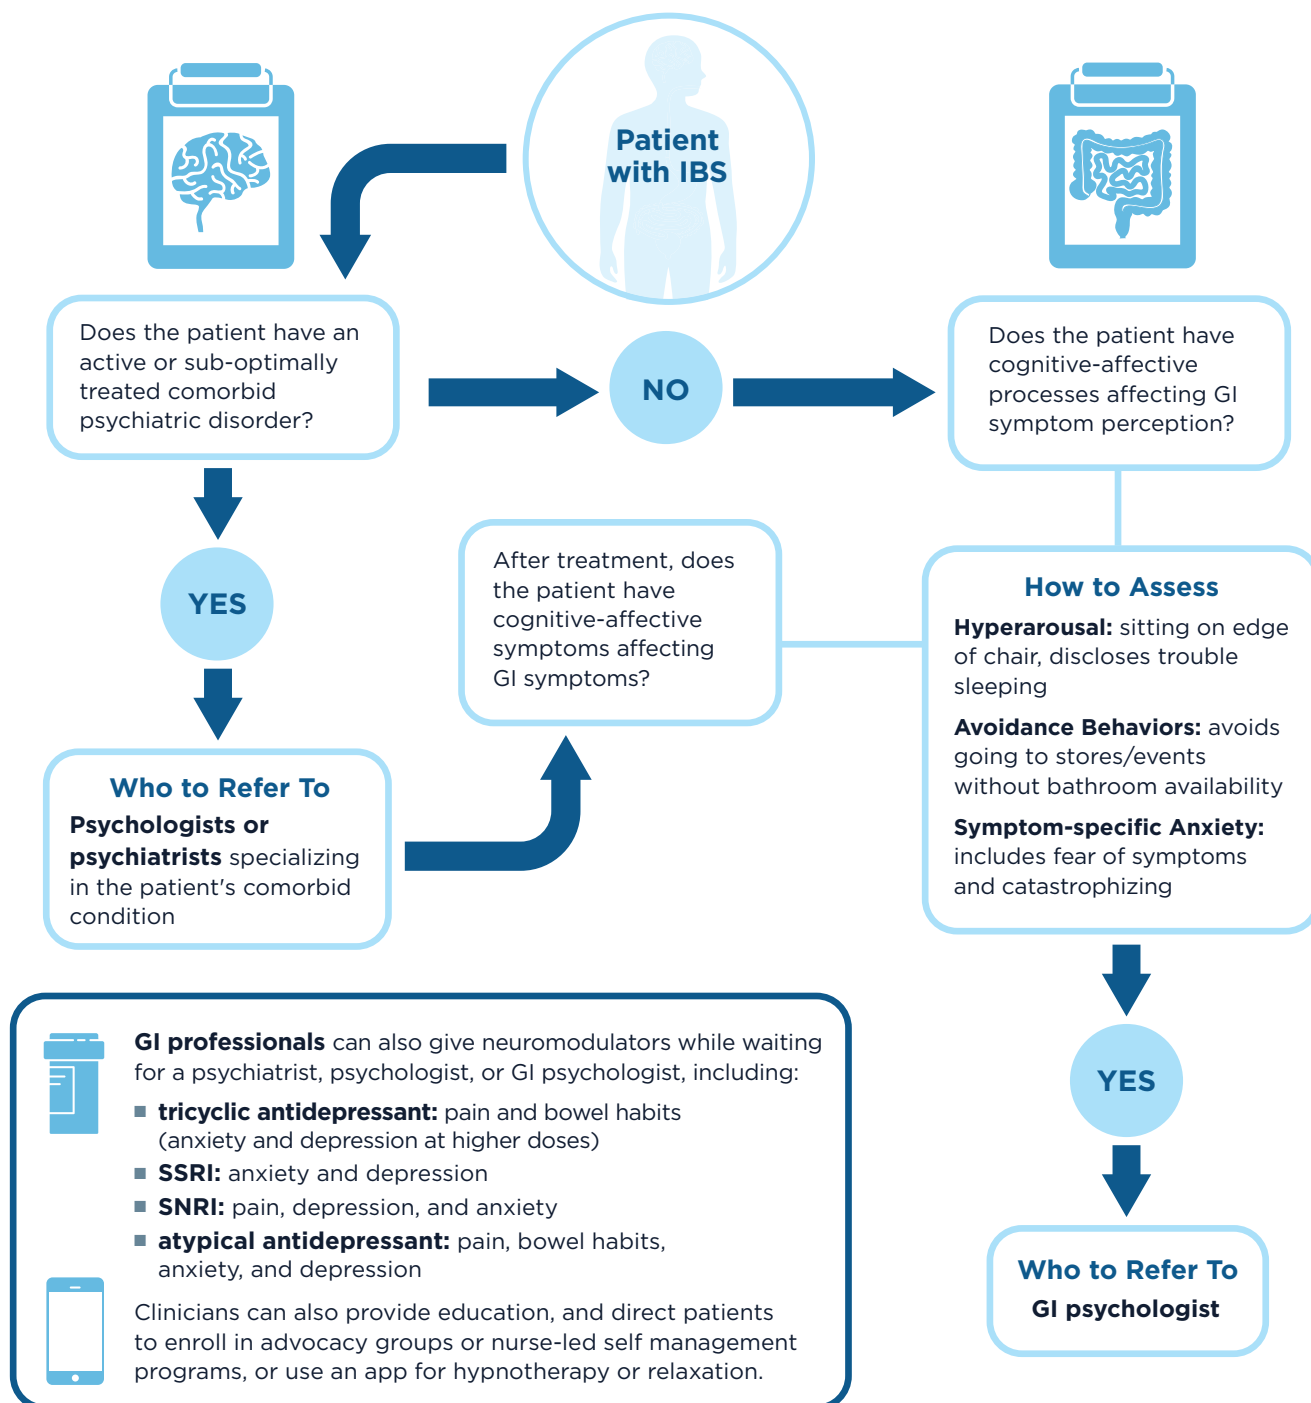 Patient
with IBS
Does the patient have an
active or sub-optimally
treated comorbid
psychiatric disorder?
NO
Does the patient have
cognitive-affective
processes affecting GI
symptom perception?
YES
After treatment, does
the patient have
cognitive-affective
symptoms affecting
GI symptoms?
How to Assess
Hyperarousal: sitting on edge
of chair, discloses trouble
sleeping
Avoidance Behaviors: avoids
going to stores/events
without bathroom availability
Symptom-specific Anxiety:
includes fear of symptoms
and catastrophizing
Who to Refer To
Psychologists or
psychiatrists specializing
in the patient's comorbid
condition
GI professionals can also give neuromodulators while waiting
for a psychiatrist, psychologist, or GI psychologist, including:
■ tricyclic antidepressant: pain and bowel habits
(anxiety and depression at higher doses)
■ SSRI: anxiety and depression
■ SNRI: pain, depression, and anxiety
■ atypical antidepressant: pain, bowel habits,
anxiety, and depression
Clinicians can also provide education, and direct patients
to enroll in advocacy groups or nurse-led self management
programs, or use an app for hypnotherapy or relaxation.
YES
Who to Refer To
GI psychologist